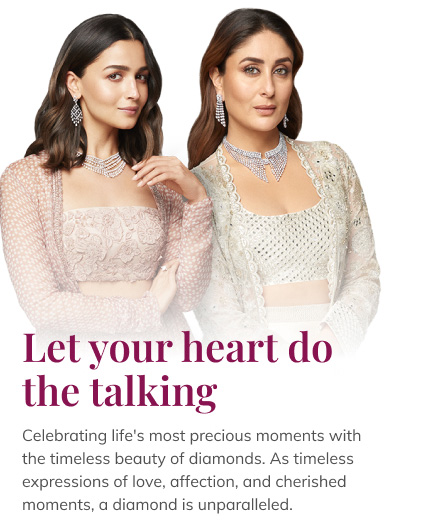 Let your heart do
the talking
Celebrating life's most precious moments with
the timeless beauty of diamonds. As timeless
expressions of love, affection, and cherished
moments, a diamond is unparalleled.